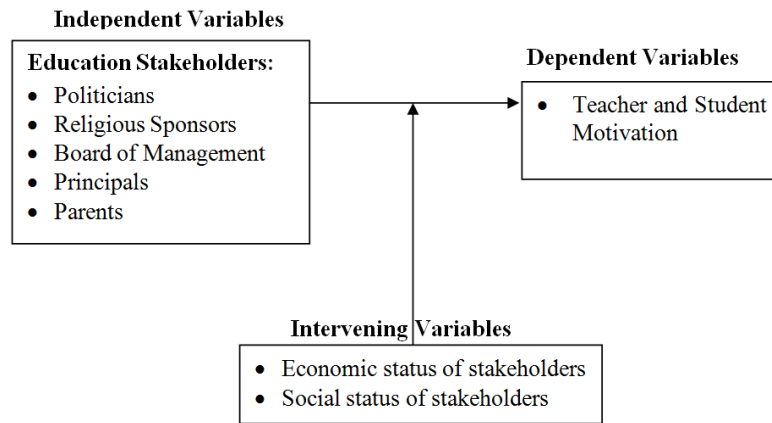 Independent Variables
Education Stakeholders:
• Politicians
• Religious Sponsors
• Board of Management
• Principals
• Parents
Dependent Variables
• Teacher and Student
Motivation
Intervening Variables
• Economic status of stakeholders
• Social status of stakeholders